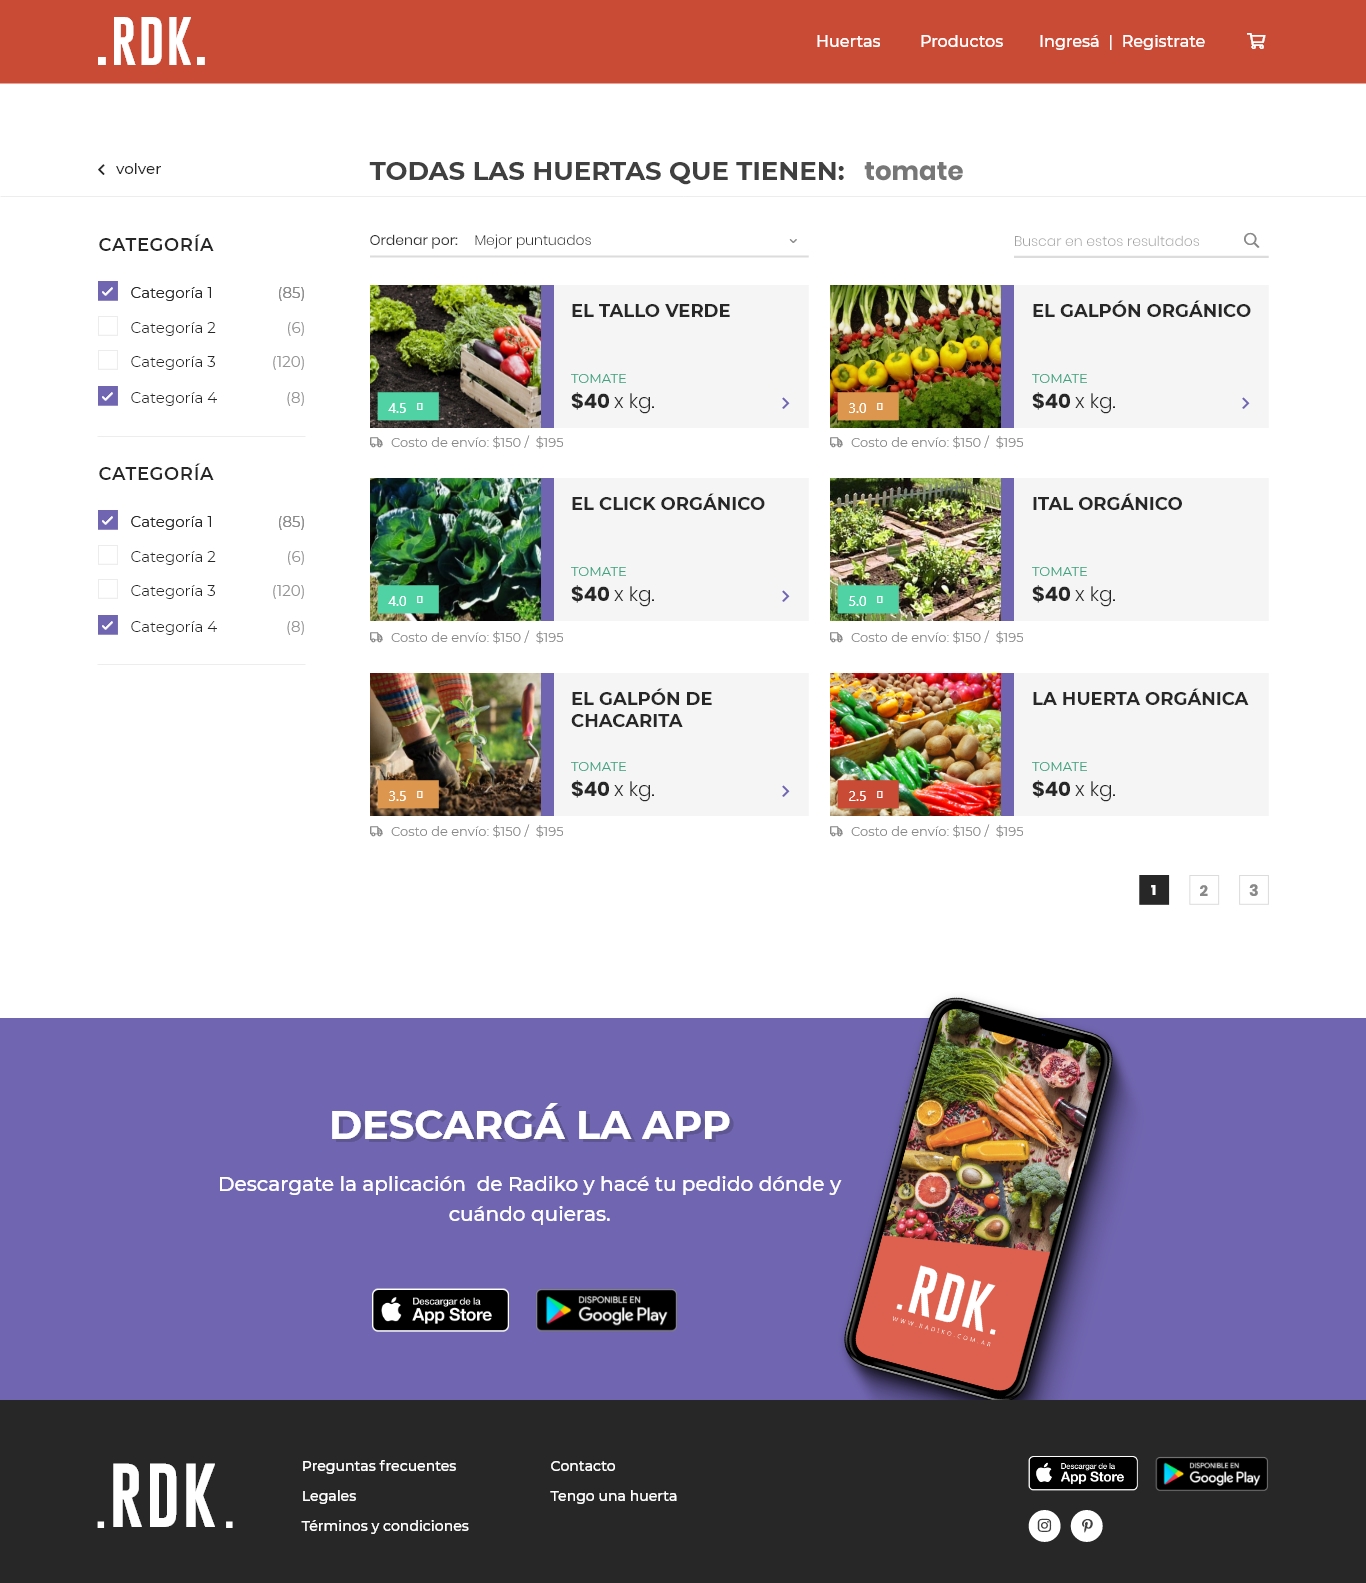 .RDK.
Huertas Productos Ingresá | Registrate
volver
TODAS LAS HUERTAS QUE TIENEN: tomate
CATEGORÍA
Categoría 1 (85)
Categoría 2 (6)
Categoría 3 (120)
Categoría 4 (8)
CATEGORÍA
Categoría 1 (85)
Categoría 2 (6)
Categoría 3 (120)
Categoría 4 (8)
Ordenar por: Mejor puntuados
Buscar en estos resultados
EL TALLO VERDE
TOMATE
$40 x kg.
4.5
Costo de envío: $150 / $195
EL GALPÓN ORGÁNICO
TOMATE
$40 x kg.
3.0
Costo de envío: $150 / $195
EL CLICK ORGÁNICO
TOMATE
$40 x kg.
4.0
Costo de envío: $150 / $195
ITAL ORGÁNICO
TOMATE
$40 x kg.
5.0
Costo de envío: $150 / $195
EL GALPÓN DE
CHACARITA
TOMATE
$40 x kg.
3.5
Costo de envío: $150 / $195
LA HUERTA ORGÁNICA
TOMATE
$40 x kg.
2.5
Costo de envío: $150 / $195
1 2 3
DESCARGÁ LA APP
Descargate la aplicación de Radiko y hacé tu pedido dónde y
cuándo quieras.
Descargar de la
App Store
DISPONIBLE EN
Google Play
.RDK.
WWW.RADIKO.COM.AR
.RDK.
Preguntas frecuentes
Legales
Términos y condiciones
Contacto
Tengo una huerta
Descargar de la
App Store
DISPONIBLE EN
Google Play